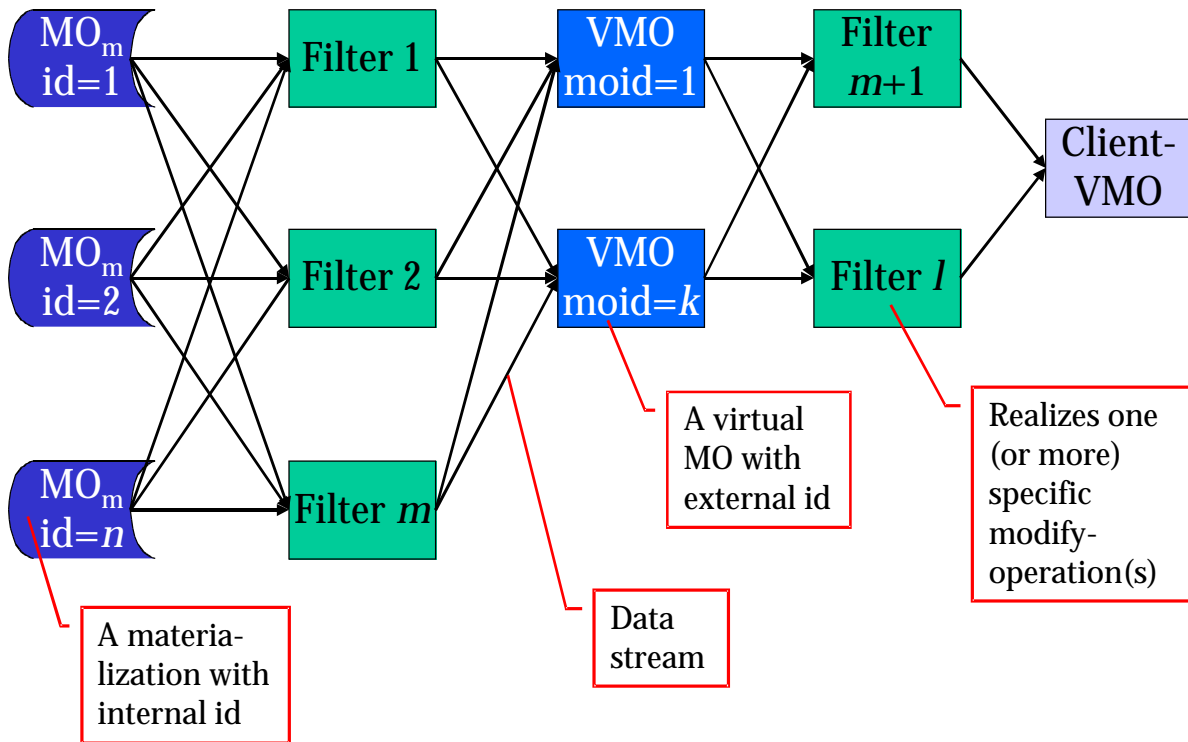 MOm
id=1
Filter 1
VMO
moid=1
Filter
m+1
Client-
VMO
MOm
id=2
Filter 2
VMO
moid=k
Filter l
MOm
id=n
Filter m
A virtual
MO with
external id
Realizes one
(or more)
specific
modify-
operation(s)
Data
stream
A materia-
lization with
internal id